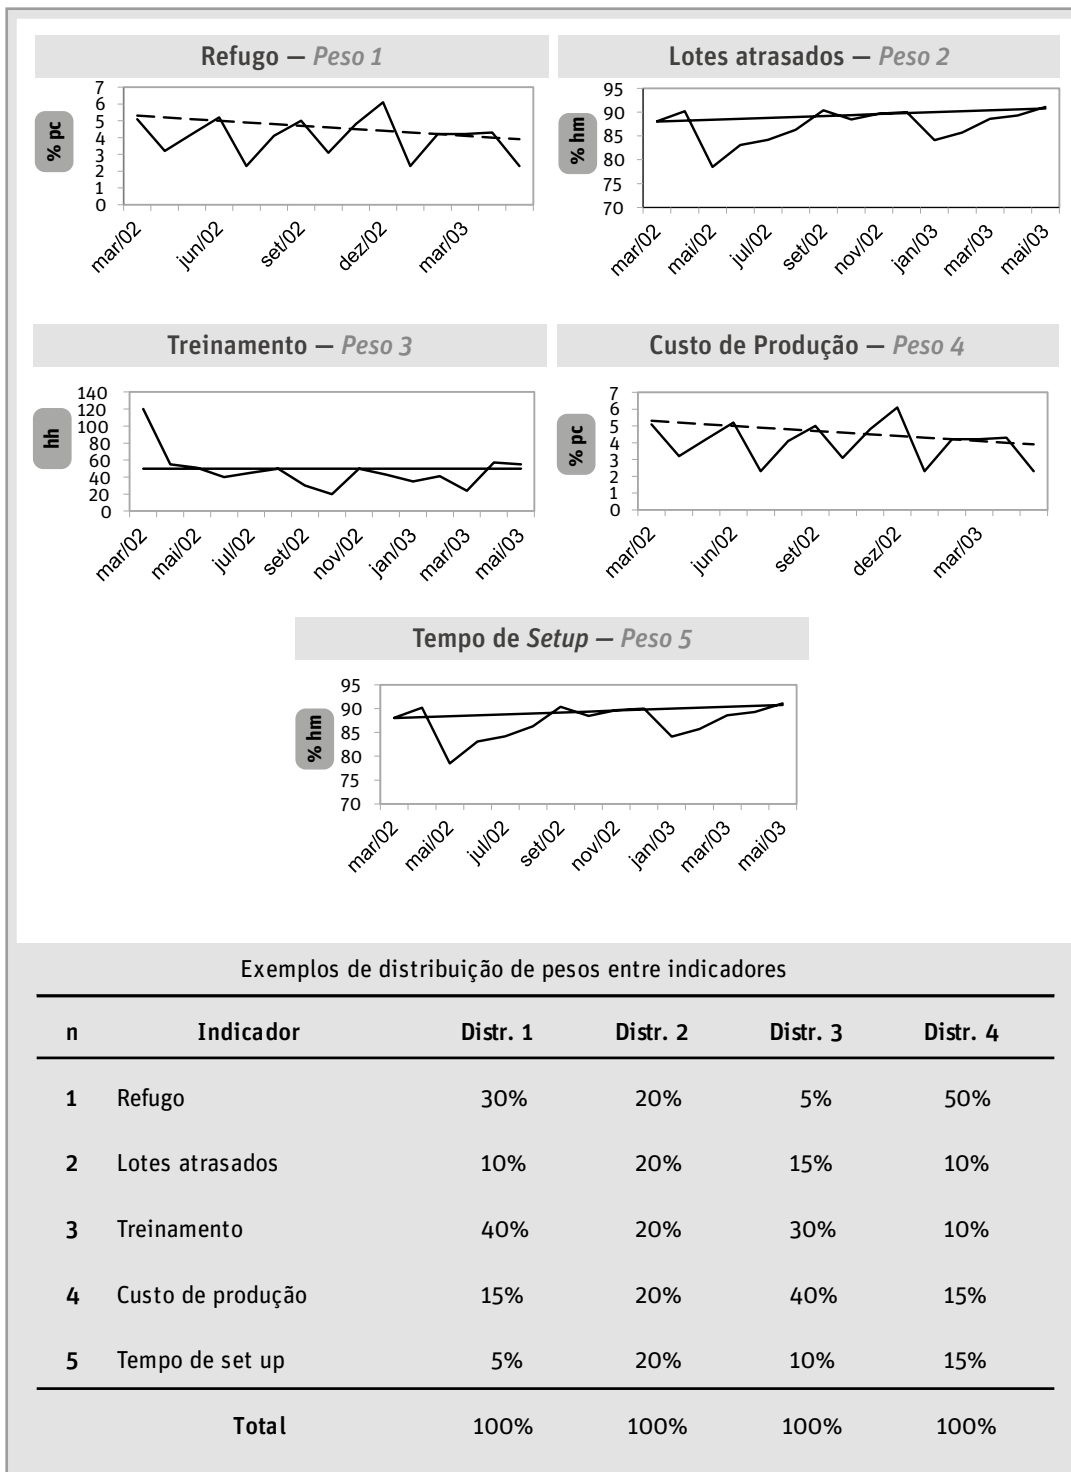 Refugo — Peso 1
Lotes atrasados — Peso 2
% pc
7
6
5
4
3
2
1
0
mar/02 jun/02 set/02 dez/02 mar/03
% hm
95
90
85
80
75
70
mar/02 mai/02 jul/02 set/02 nov/02 jan/03 mar/03 mai/03
Treinamento — Peso 3
Custo de Produção — Peso 4
hh
140
120
100
80
60
40
20
0
mar/02 mai/02 jul/02 set/02 nov/02 jan/03 mar/03 mai/03
% pc
7
6
5
4
3
2
1
0
mar/02 jun/02 set/02 dez/02 mar/03
Tempo de Setup — Peso 5
% hm
95
90
85
80
75
70
mar/02 mai/02 jul/02 set/02 nov/02 jan/03 mar/03 mai/03
Exemplos de distribuição de pesos entre indicadores
n Indicador Distr. 1 Distr. 2 Distr. 3 Distr. 4
1 Refugo 30% 20% 5% 50%
2 Lotes atrasados 10% 20% 15% 10%
3 Treinamento 40% 20% 30% 10%
4 Custo de produção 15% 20% 40% 15%
5 Tempo de set up 5% 20% 10% 15%
Total 100% 100% 100% 100%